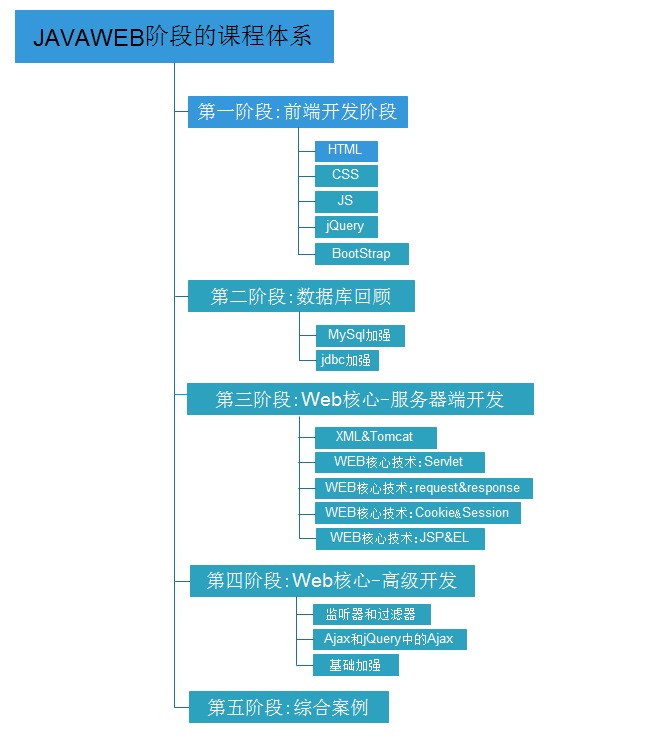 JAVAWEB阶段的课程体系
第一阶段:前端开发阶段
HTML
CSS
JS
jQuery
BootStrap
第二阶段:数据库回顾
MySql加强
jdbc加强
第三阶段:Web核心-服务器端开发
XML&Tomcat
WEB核心技术:Servlet
WEB核心技术:request&response
WEB核心技术:Cookie&Session
WEB核心技术:JSP&EL
第四阶段:Web核心-高级开发
监听器和过滤器
Ajax和jQuery中的Ajax
基础加强
第五阶段:综合案例